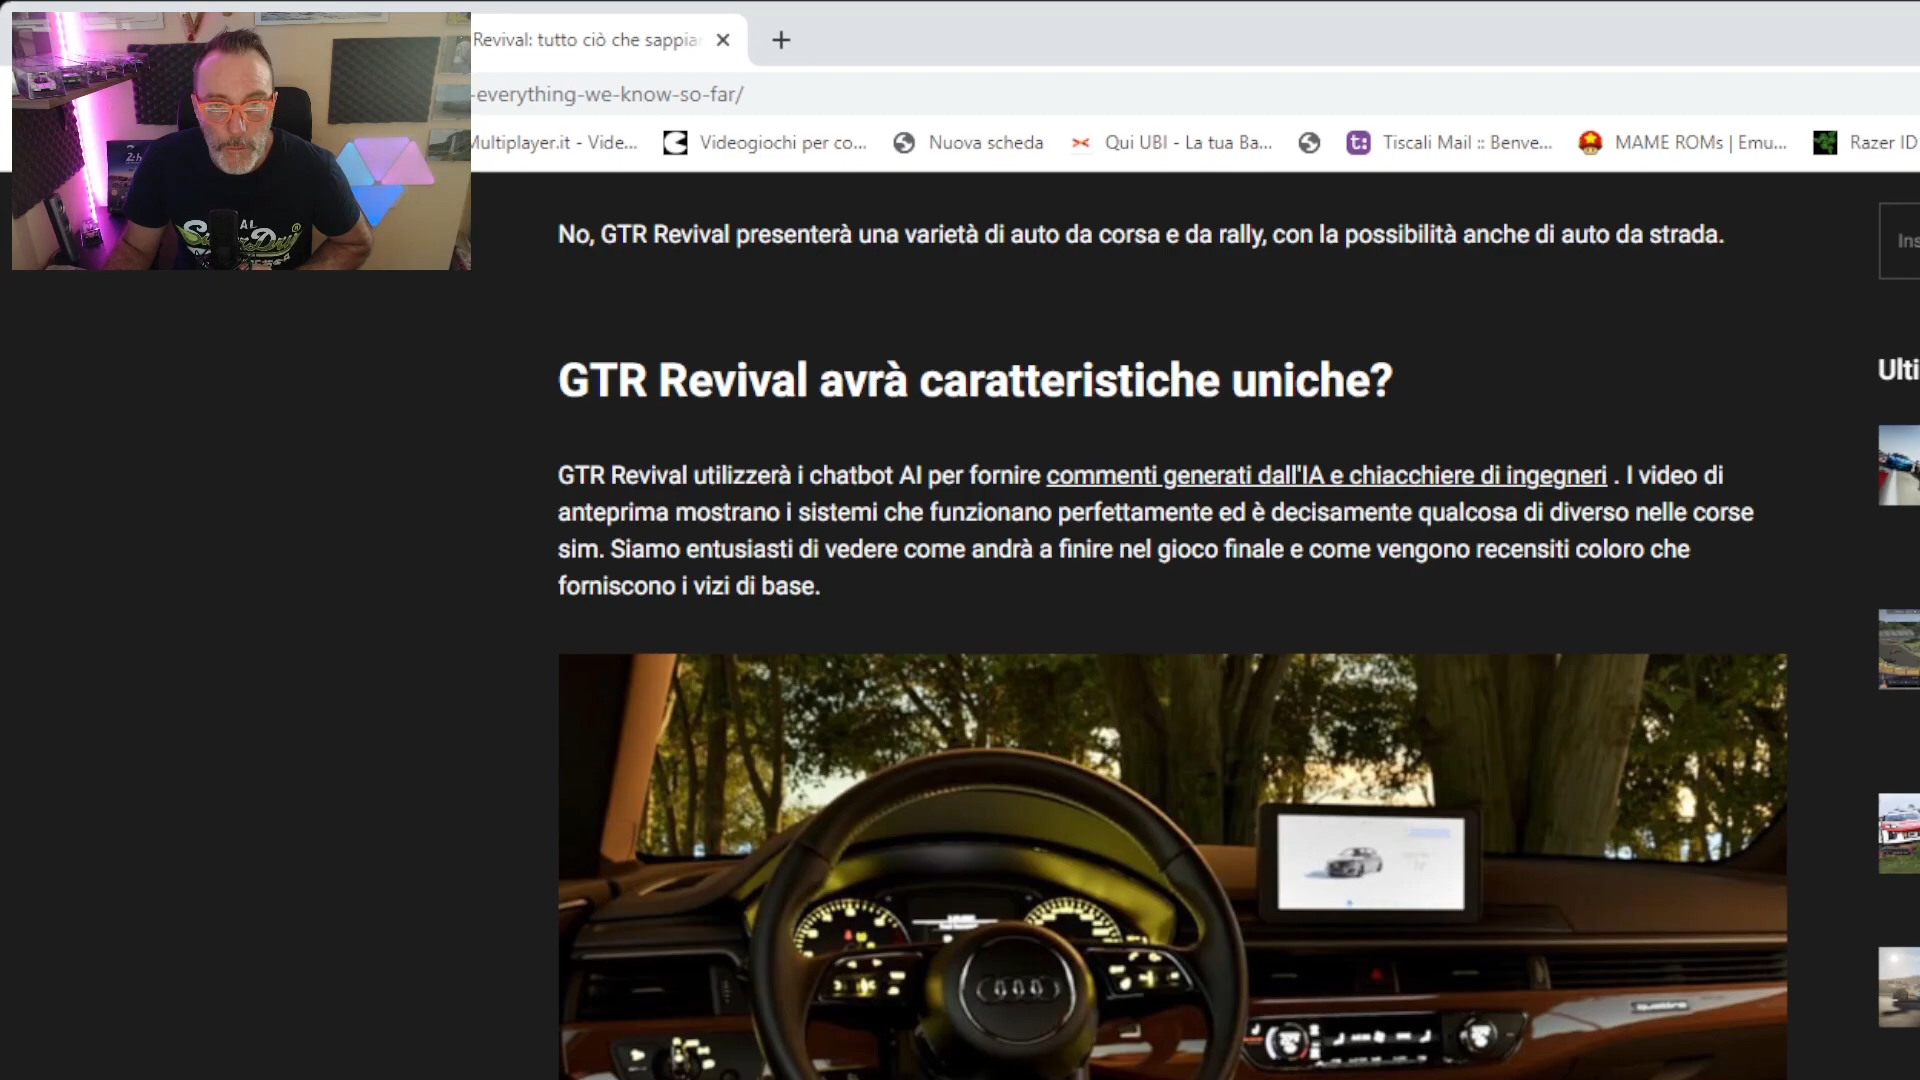 Revival: tutto ciò che sappia
-everything-we-know-so-far/
Multiplayer.it - Vide...
Videogiochi per co...
Nuova scheda
Qui UBI - La tua Ba...
t:
Tiscali Mail :: Benve...
MAME ROMs | Emu...
Razer ID
No, GTR Revival presenterà una varietà di auto da corsa e da rally, con la possibilità anche di auto da strada.
Ins
GTR Revival avrà caratteristiche uniche?
Ulti
GTR Revival utilizzerà i chatbot AI per fornire commenti generati dall'IA e chiacchiere di ingegneri . I video di
anteprima mostrano i sistemi che funzionano perfettamente ed è decisamente qualcosa di diverso nelle corse
sim. Siamo entusiasti di vedere come andrà a finire nel gioco finale e come vengono recensiti coloro che
forniscono i vizi di base.
quattro